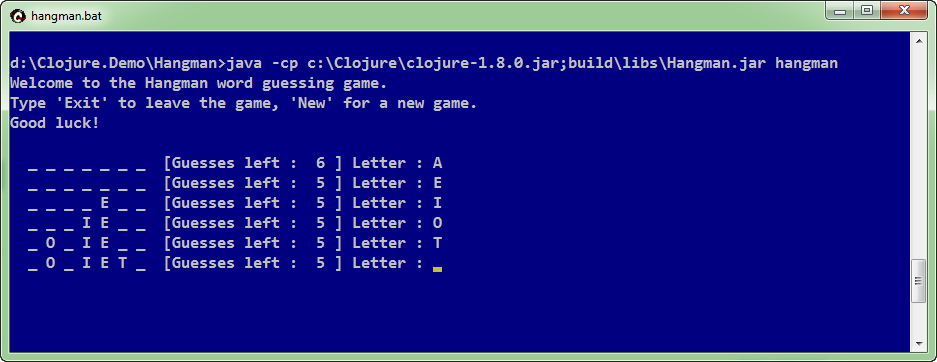 hangman.bat
d:\Clojure.Demo\Hangman>java -cp c:\Clojure\clojure-1.8.0.jar;build\libs\Hangman.jar hangman
Welcome to the Hangman word guessing game.
Type 'Exit' to leave the game, 'New' for a new game.
Good luck!
_ _ _ _ _ _ _  [Guesses left :  6 ] Letter : A
_ _ _ _ _ _ _  [Guesses left :  5 ] Letter : E
_ _ _ _ E _ _  [Guesses left :  5 ] Letter : I
_ _ _ I E _ _  [Guesses left :  5 ] Letter : O
_ O _ I E _ _  [Guesses left :  5 ] Letter : T
_ O _ I E T _  [Guesses left :  5 ] Letter : _